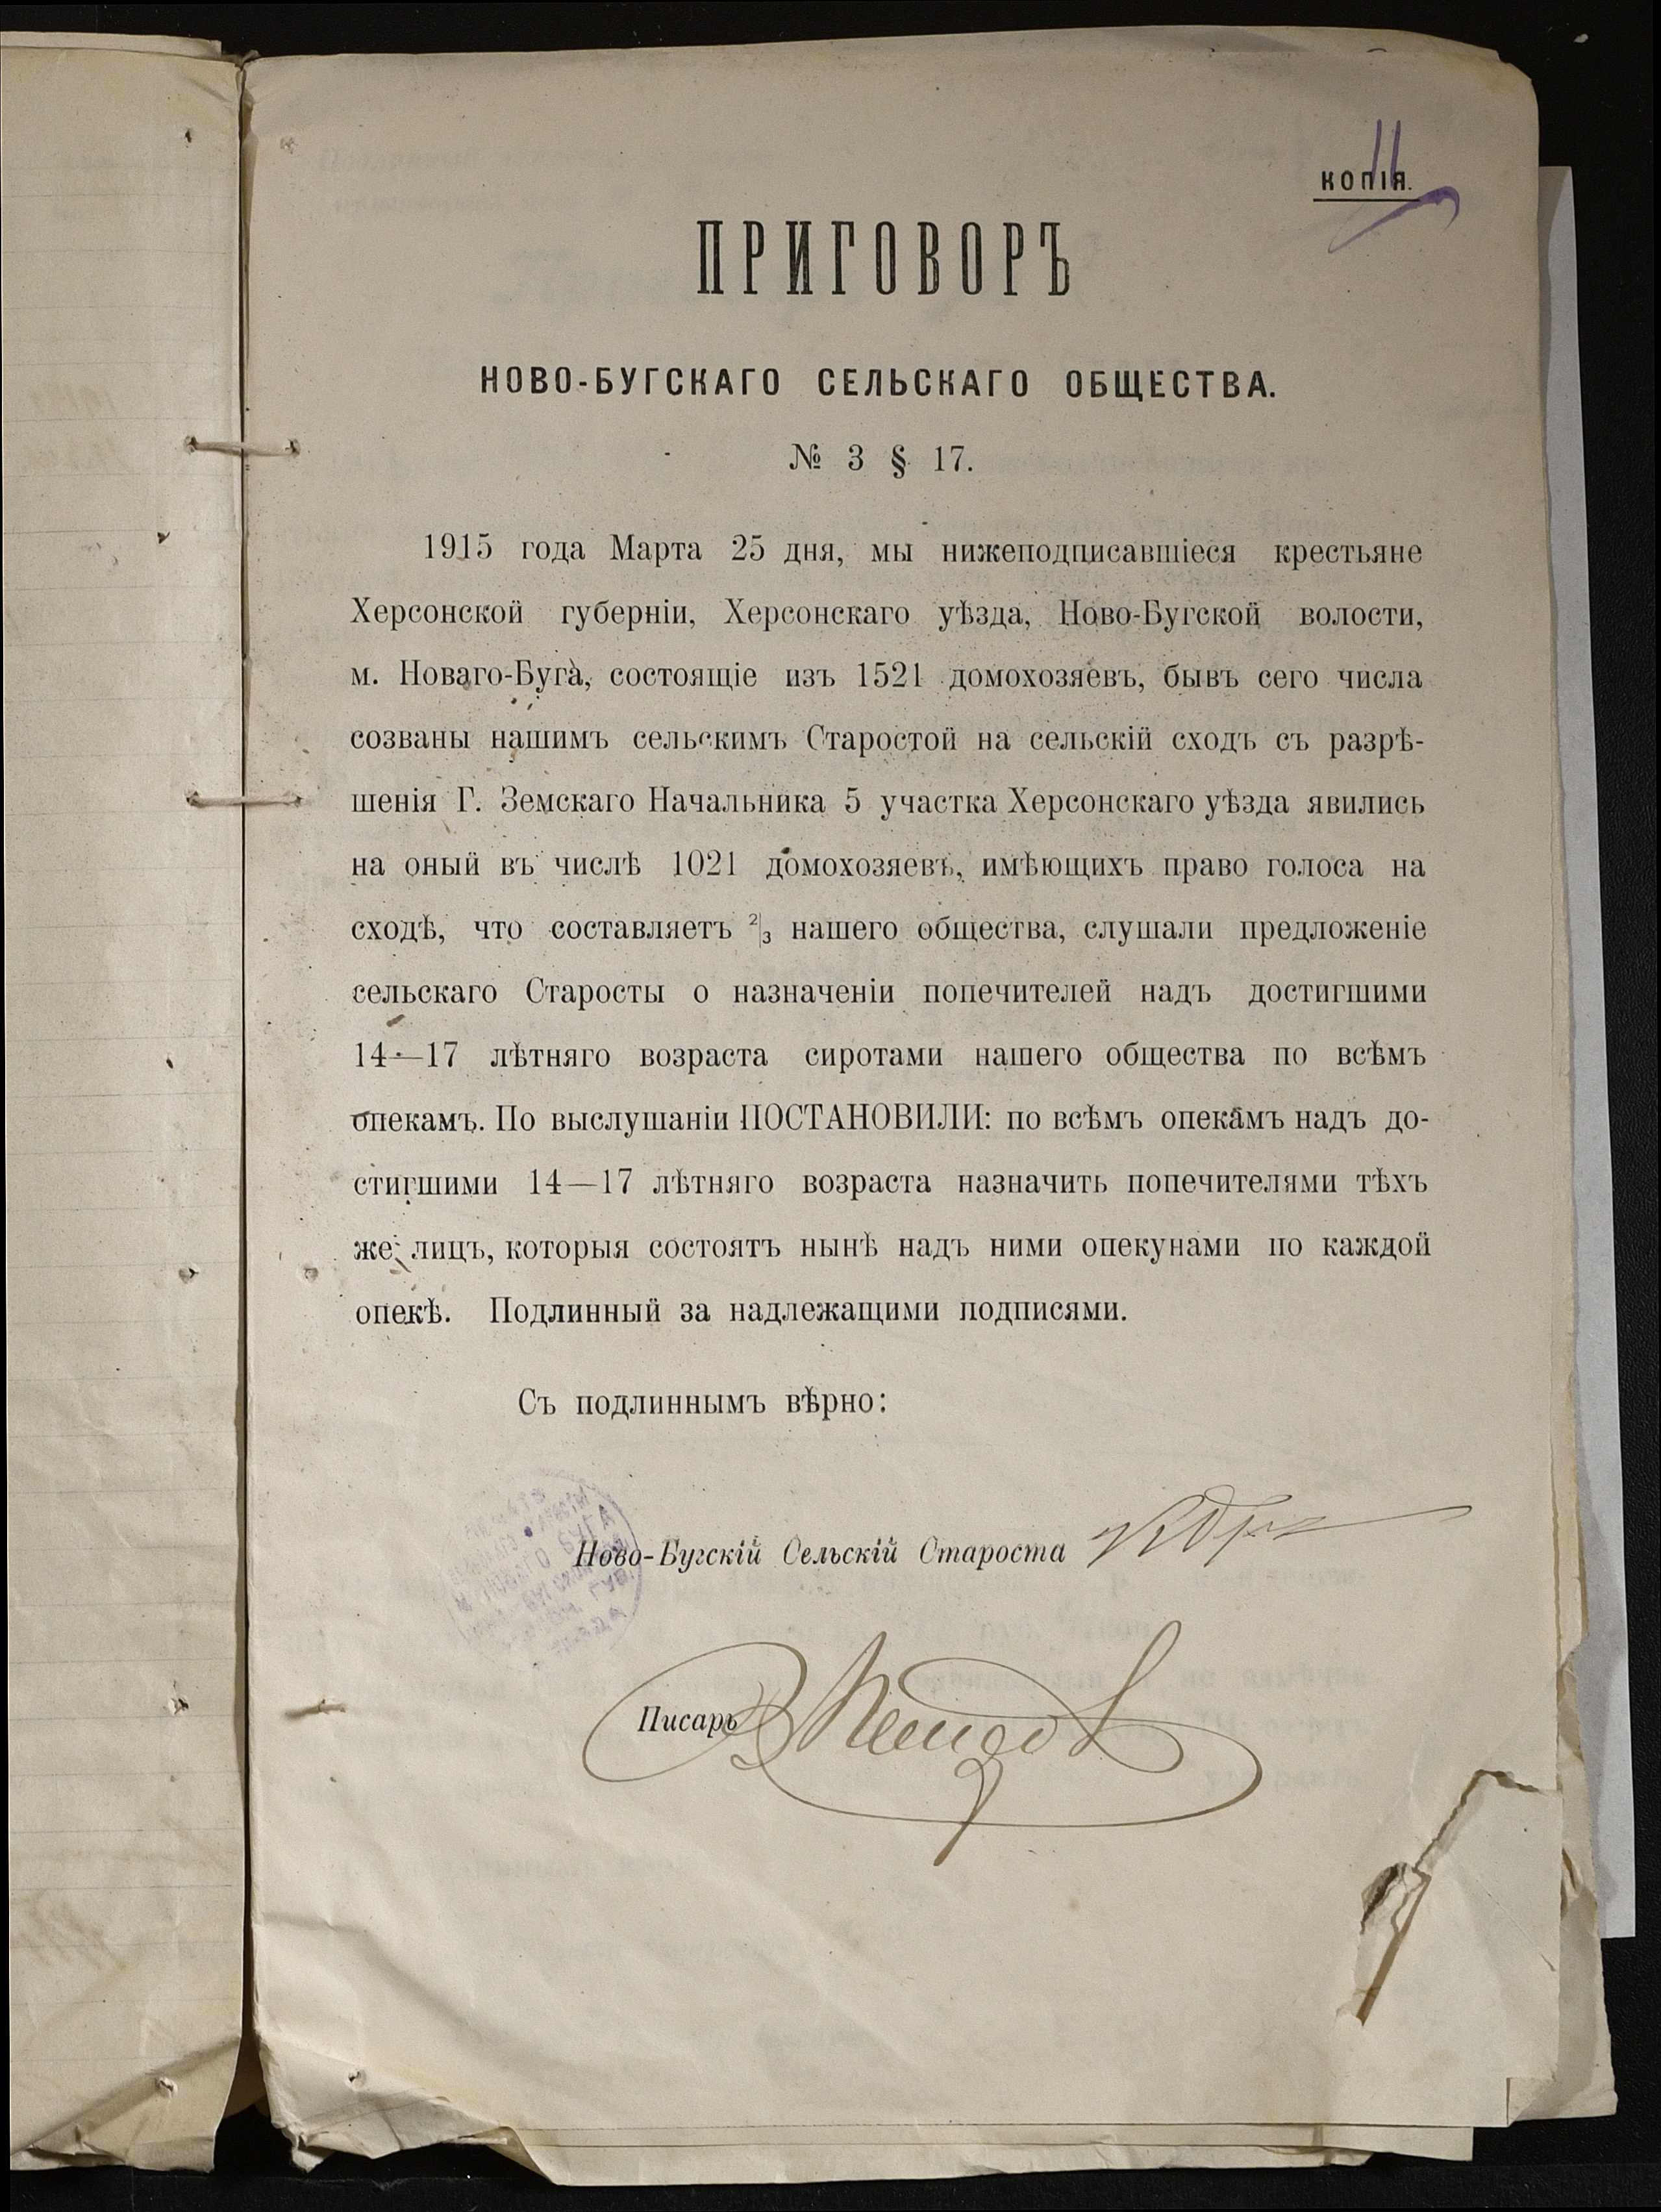 11
КОПІЯ.
ПРИГОВОРЪ
НОВО-БУГСКАГО СЕЛЬСКАГО ОБЩЕСТВА.
№ 3 § 17.
1915 года Марта 25 дня, мы нижеподписавшіеся крестьяне
Херсонской губерніи, Херсонскаго уѣзда, Ново-Бугской волости,
м. Новаго-Буга, состоящіе изъ 1521 домохозяевъ, бывъ сего числа
созваны нашимъ сельскимъ Старостой на сельскій сходъ съ разрѣ-
шенія Г. Земскаго Начальника 5 участка Херсонскаго уѣзда явились
на оный въ числѣ 1021 домохозяевъ, имѣющихъ право голоса на
сходѣ, что составляетъ 2/3 нашего общества, слушали предложеніе
сельскаго Старосты о назначеніи попечителей надъ достигшими
14—17 лѣтняго возраста сиротами нашего общества по всѣмъ
опекамъ. По выслушаніи ПОСТАНОВИЛИ: по всѣмъ опекамъ надъ до-
стигшими 14—17 лѣтняго возраста назначить попечителями тѣхъ
же лицъ, которыя состоятъ нынѣ надъ ними опекунами по каждой
опекѣ. Подлинный за надлежащими подписями.
Съ подлиннымъ вѣрно:
Ново-Бугскій Сельскій Староста
Писарь